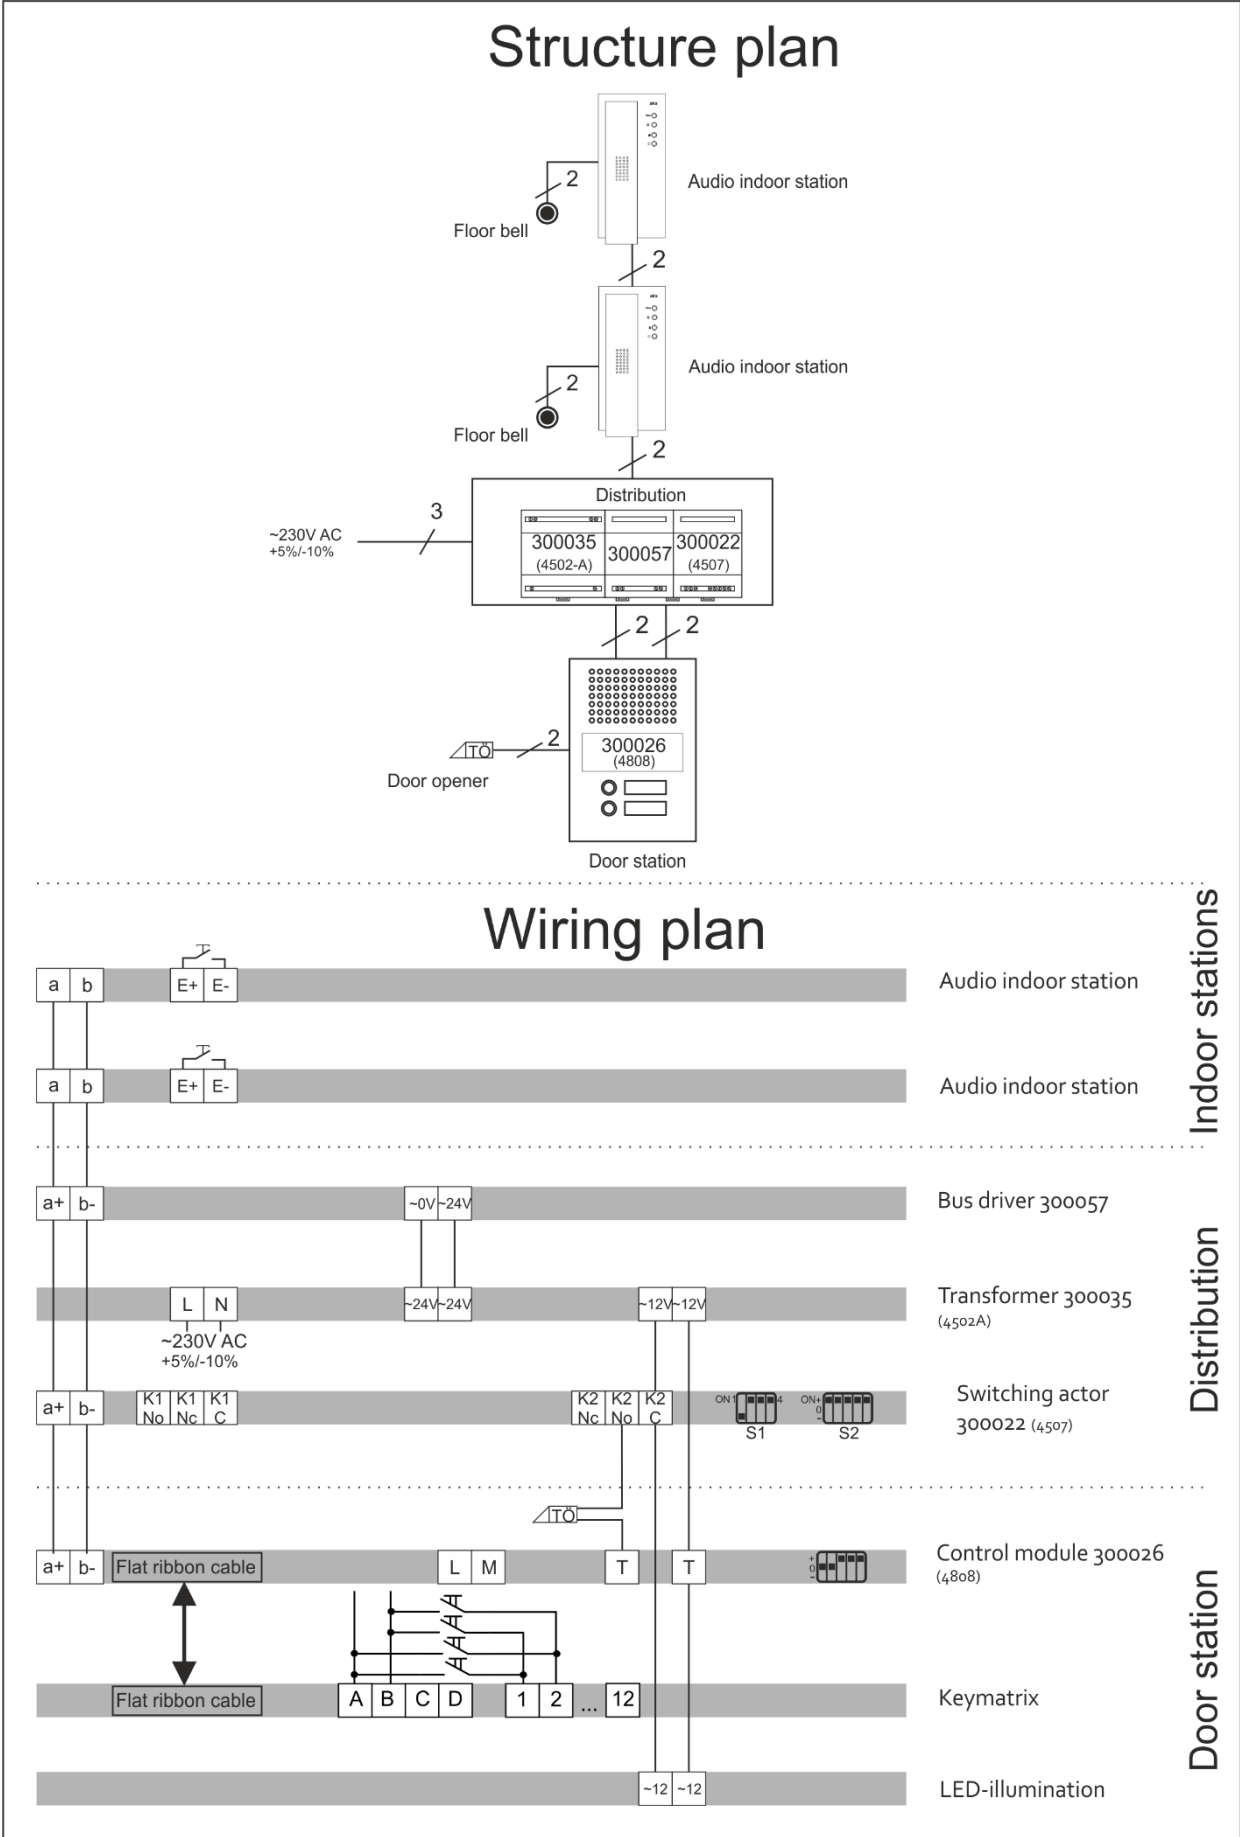 Structure plan
Audio indoor station
2
Floor bell
2
Audio indoor station
2
Floor bell
2
Distribution
3
~230V AC
+5%/-10%
300035
(4502-A)
300057
300022
(4507)
2 2
300026
(4808)
TÖ
2
Door opener
Door station
Wiring plan
Indoor stations
a b E+ E- Audio indoor station
a b E+ E- Audio indoor station
Distribution
a+ b- ~0V ~24V Bus driver 300057
L N ~24V ~24V ~12V ~12V Transformer 300035
(4502A)
~230V AC
+5%/-10%
a+ b- K1 No K1 Nc K1 C K2 Nc K2 No K2 C ON 1 4 ON + 0 - Switching actor
300022 (4507)
S1 S2
Door station
TÖ
a+ b- Flat ribbon cable L M T T + 0 - Control module 300026
(4808)
Flat ribbon cable A B C D 1 2 ... 12 Keymatrix
~12 ~12 LED-illumination